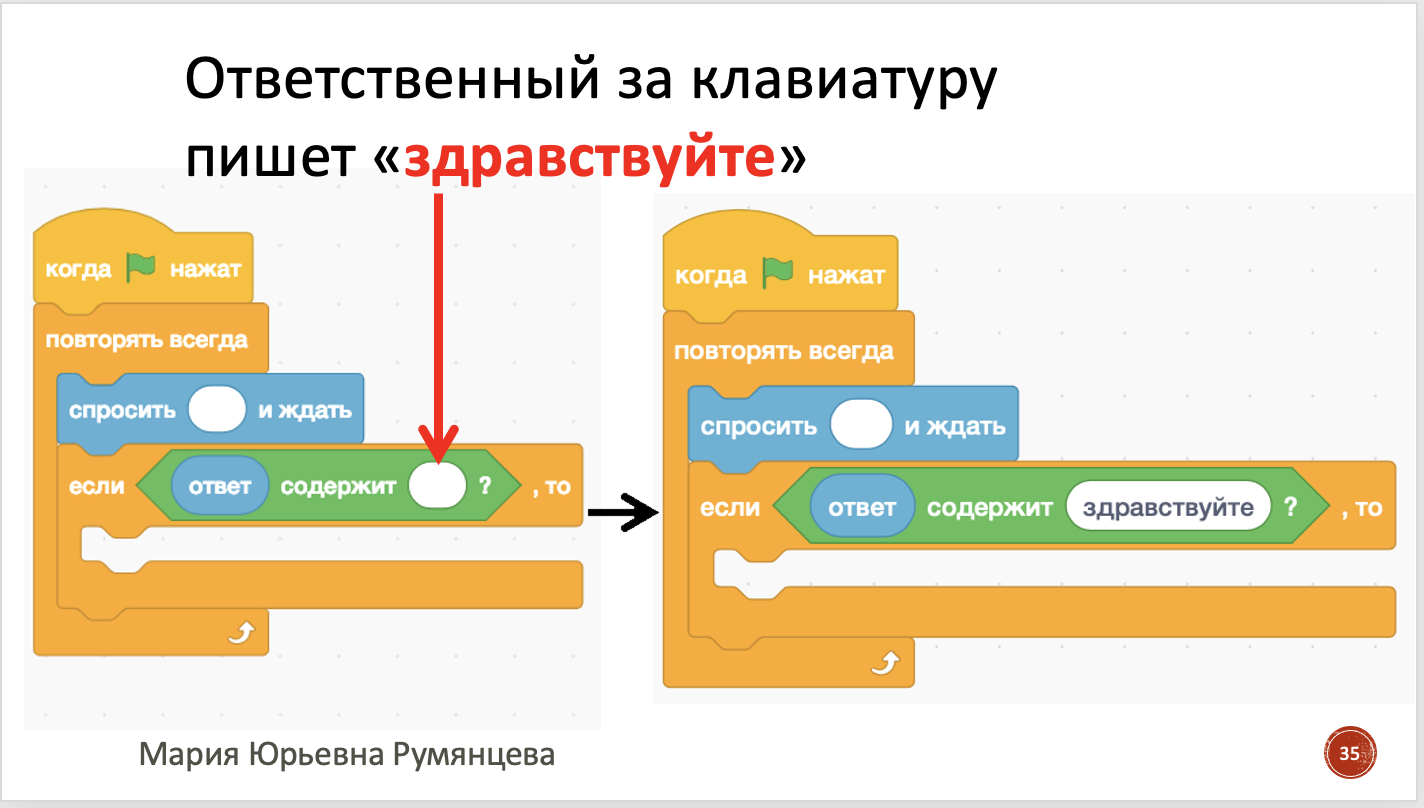 Ответственный за клавиатуру
пишет «здравствуйте»
когда нажат
повторять всегда
спросить и ждать
если ответ содержит ? , то
когда нажат
повторять всегда
спросить и ждать
если ответ содержит здравствуйте ? , то
Мария Юрьевна Румянцева
35